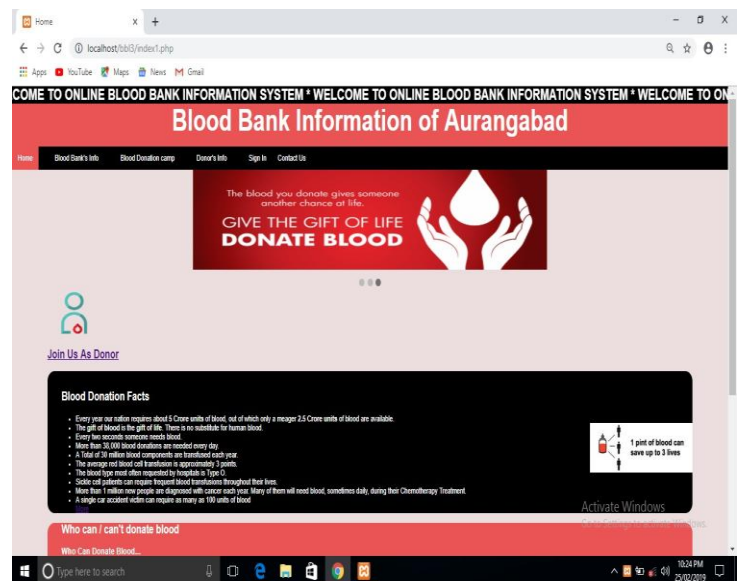 Home
localhost/bbl3/index1.php
Apps YouTube Maps News Gmail
COME TO ONLINE BLOOD BANK INFORMATION SYSTEM * WELCOME TO ONLINE BLOOD BANK INFORMATION SYSTEM * WELCOME TO ON
Blood Bank Information of Aurangabad
Home Blood Bank's Info Blood Donation camp Donor's Info Sign In Contact Us
The blood you donate gives someone
another chance at life.
GIVE THE GIFT OF LIFE
DONATE BLOOD
Join Us As Donor
Blood Donation Facts
Every year our nation requires about 5 Crore units of blood, out of which only a meager 2.5 Crore units of blood are available.
The gift of blood is the gift of life. There is no substitute for human blood.
Every two seconds someone needs blood.
More than 38,000 blood donations are needed every day.
A Total of 30 million blood components are transfused each year.
The average red blood cell transfusion is approximately 3 points.
The blood type most often requested by hospitals is Type O.
Sickle cell patients can require frequent blood transfusions throughout their lives.
More than 1 million new people are diagnosed with cancer each year. Many of them will need blood, sometimes daily, during their Chemotherapy Treatment.
A single car accident victim can require as many as 100 units of blood
More
1 pint of blood can
save up to 3 lives
Activate Windows
Go to Settings to activate Windows.
Who can / can't donate blood
Who Can Donate Blood...
Type here to search
10:24 PM
25/02/2019